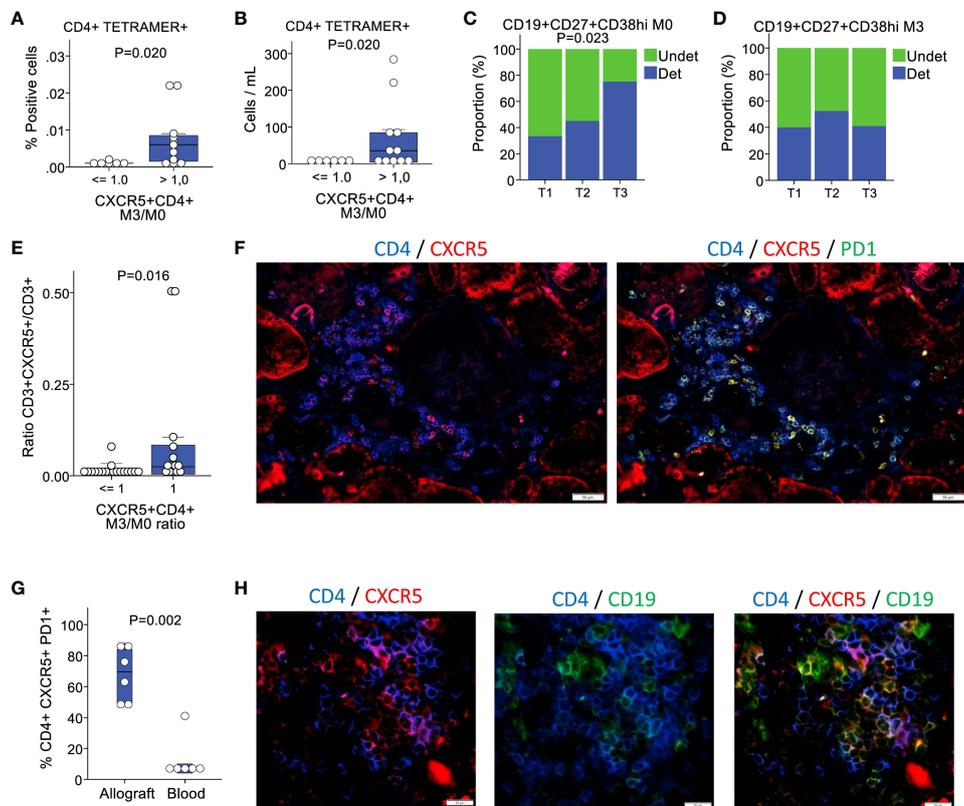 A
CD4+ TETRAMER+
P=0.020
% Positive cells
.03
.02
.01
.00
<= 1.0
> 1,0
CXCR5+CD4+
M3/M0
B
CD4+ TETRAMER+
P=0.020
Cells / mL
300
200
100
0
<= 1.0
> 1,0
CXCR5+CD4+
M3/M0
C
CD19+CD27+CD38hi M0
P=0.023
Proportion (%)
100
80
60
40
20
0
T1
T2
T3
Undet
Det
D
CD19+CD27+CD38hi M3
Proportion (%)
100
80
60
40
20
0
T1
T2
T3
Undet
Det
E
P=0.016
Ratio CD3+CXCR5+/CD3+
0.50
0.25
0.00
<= 1
1
CXCR5+CD4+
M3/M0 ratio
F
CD4 / CXCR5
CD4 / CXCR5 / PD1
50 µm
50 µm
G
P=0.002
% CD4+ CXCR5+ PD1+
100
80
60
40
20
0
Allograft
Blood
H
CD4 / CXCR5
CD4 / CD19
CD4 / CXCR5 / CD19